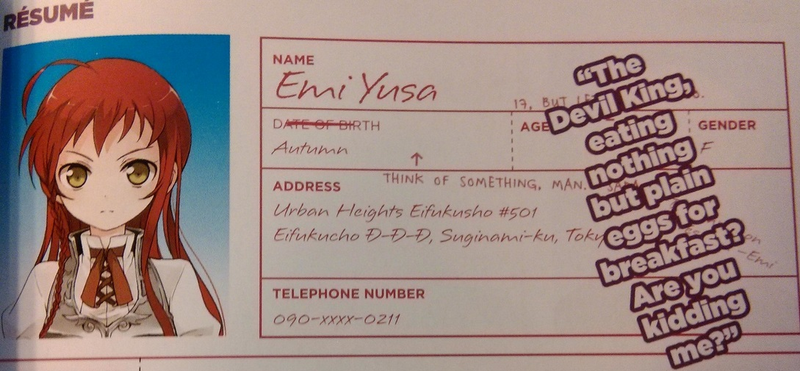 RÉSUMÉ
NAME
Emi Yusa
17, BUT
DATE OF BIRTH
Autumn
AGE
GENDER
F
THINK OF SOMETHING, MAN.
ADDRESS
Urban Heights Eifukusho #501
Eifukucho D-D-D, Suginami-ku,
-Emi
TELEPHONE NUMBER
090-xxxx-0211
“The
Devil King,
eating
nothing
but plain
eggs for
breakfast?
Are you
kidding
me?”